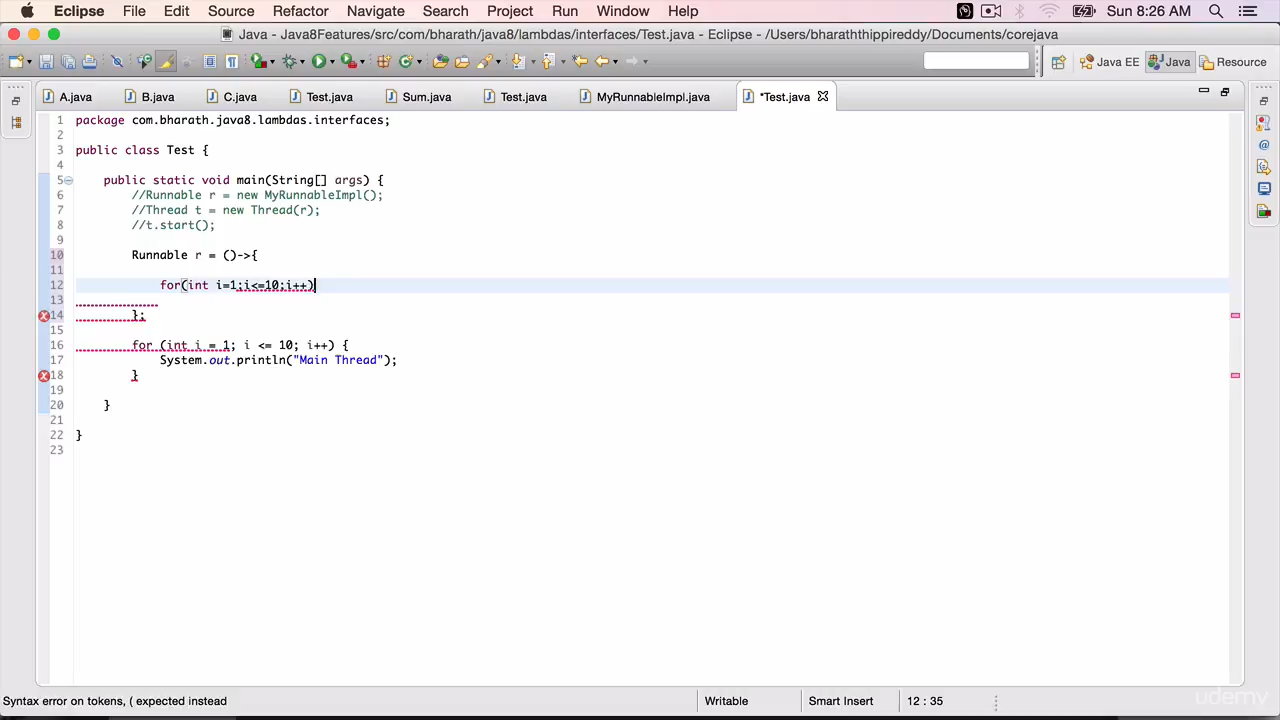 Eclipse File Edit Source Refactor Navigate Search Project Run Window Help Sun 8:26 AM
Java - Java8Features/src/com/bharath/java8/lambdas/interfaces/Test.java - Eclipse - /Users/bharaththippireddy/Documents/corejava
Java EE Java Resource
A.java B.java C.java Test.java Sum.java Test.java MyRunnableImpl.java *Test.java
1 package com.bharath.java8.lambdas.interfaces;
2
3 public class Test {
4
5 public static void main(String[] args) {
6 //Runnable r = new MyRunnableImpl();
7 //Thread t = new Thread(r);
8 //t.start();
9
10 Runnable r = ()->{
11
12 for(int i=1;i<=10;i++)
13
14 };
15
16 for (int i = 1; i <= 10; i++) {
17 System.out.println("Main Thread");
18 }
19
20 }
21
22 }
23
Syntax error on tokens, ( expected instead Writable Smart Insert 12 : 35
udemy